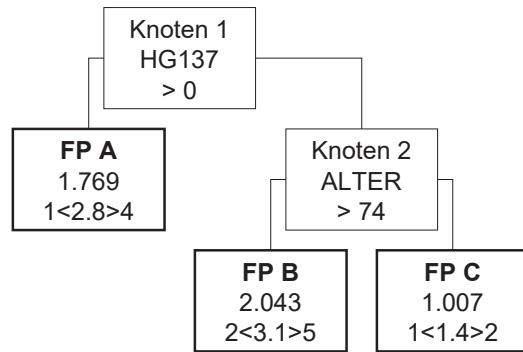 Knoten 1
HG137
> 0
FP A
1.769
1<2.8>4
Knoten 2
ALTER
> 74
FP B
2.043
2<3.1>5
FP C
1.007
1<1.4>2